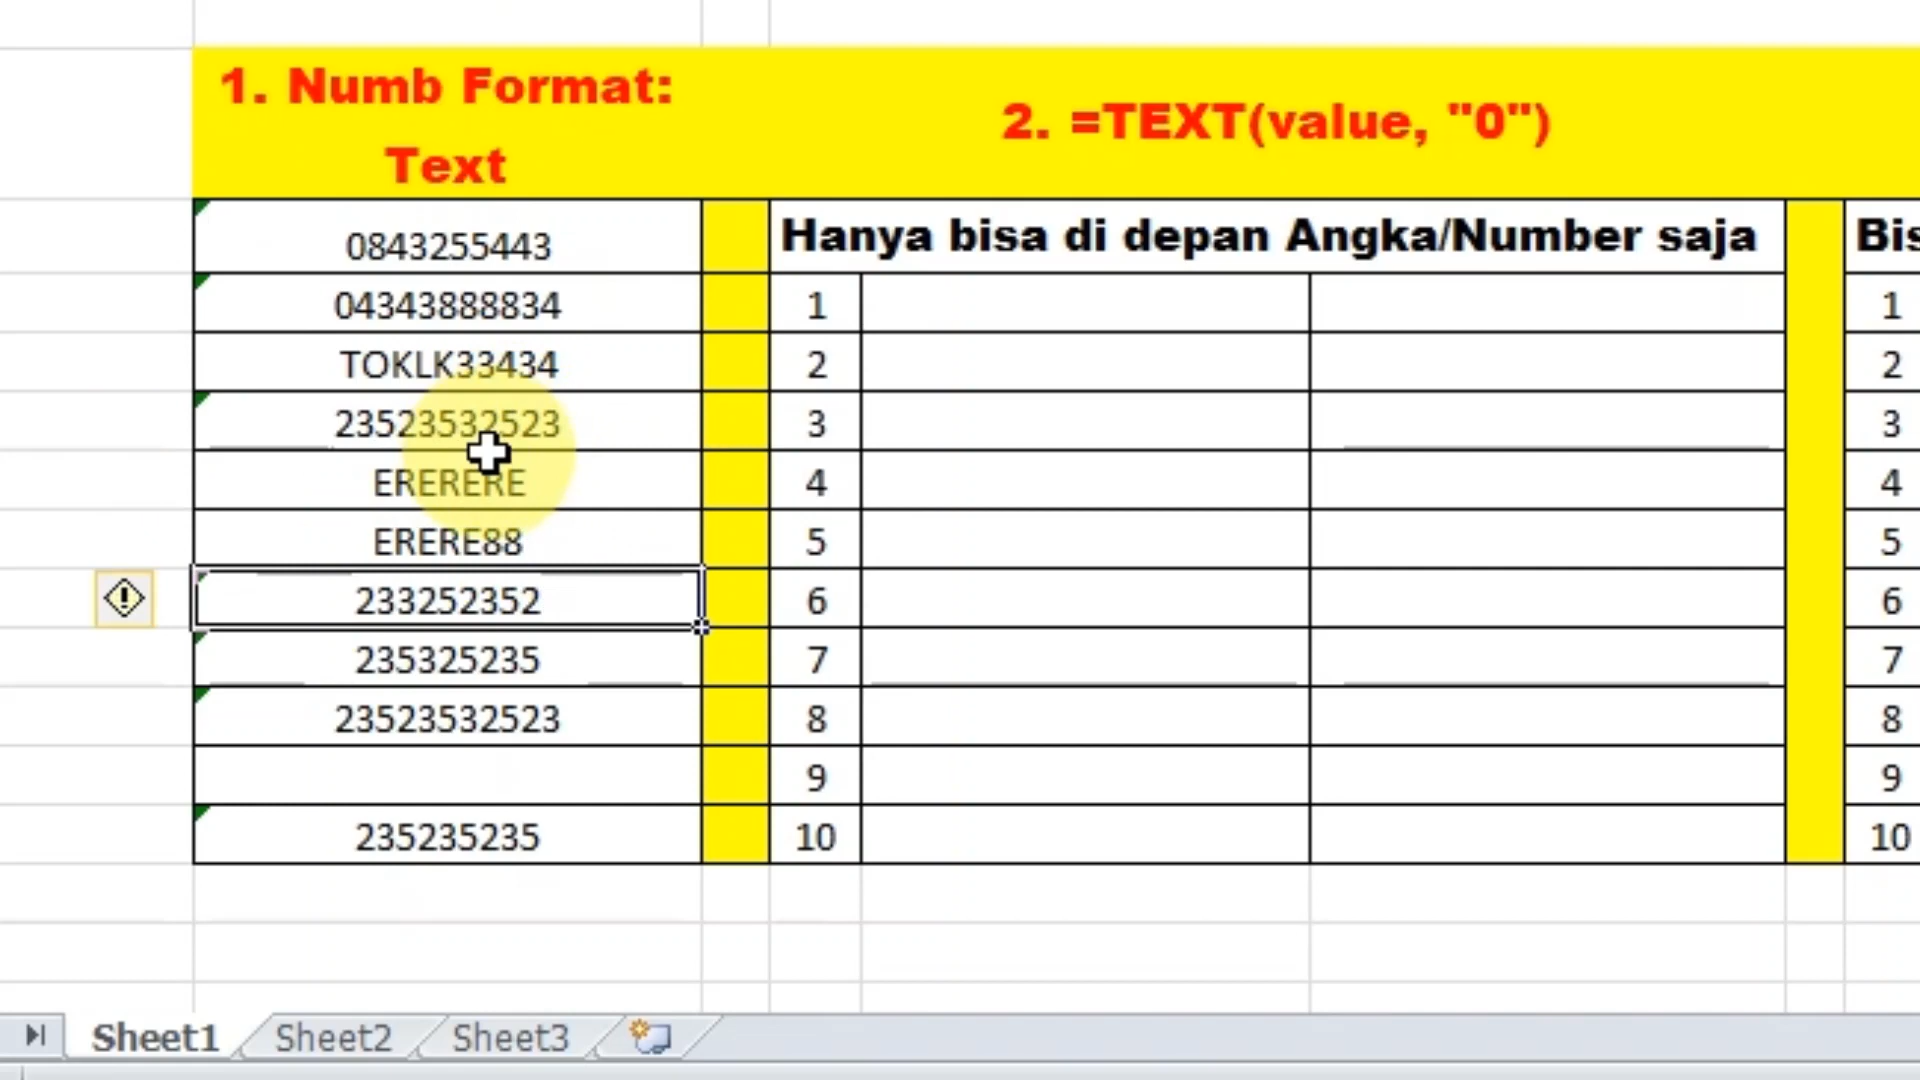 1. Numb Format:
Text
2. =TEXT(value, "0")
0843255443
Hanya bisa di depan Angka/Number saja
Bis
04343888834
1
1
TOKLK33434
2
2
23523532523
3
3
ERERERE
4
4
ERERE88
5
5
233252352
6
6
235325235
7
7
23523532523
8
8
9
9
235235235
10
10
Sheet1
Sheet2
Sheet3